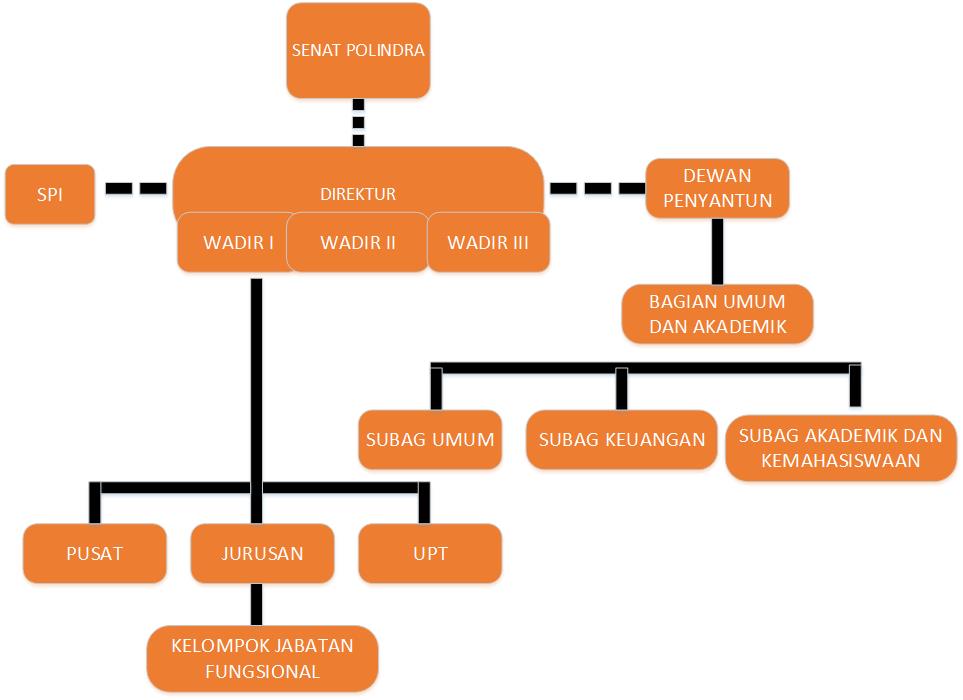 SENAT POLINDRA
SPI
DIREKTUR
DEWAN
PENYANTUN
WADIR I
WADIR II
WADIR III
BAGIAN UMUM
DAN AKADEMIK
SUBAG UMUM
SUBAG KEUANGAN
SUBAG AKADEMIK DAN
KEMAHASISWAAN
PUSAT
JURUSAN
UPT
KELOMPOK JABATAN
FUNGSIONAL